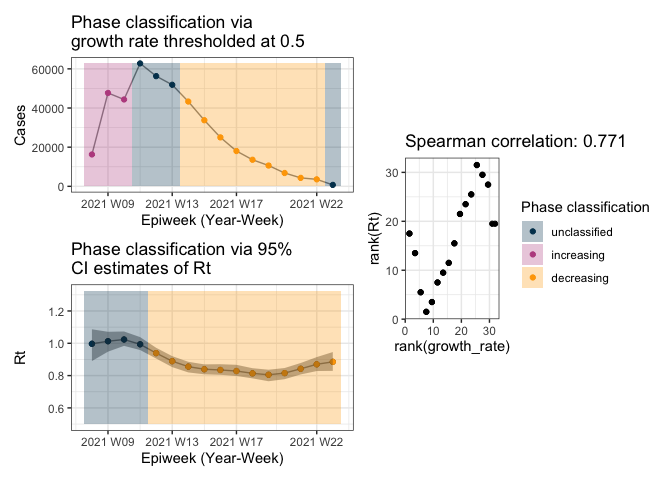 Phase classification via
growth rate thresholded at 0.5
Cases
60000
40000
20000
0
2021 W09 2021 W13 2021 W17 2021 W22
Epiweek (Year-Week)
Phase classification via 95%
CI estimates of Rt
Rt
1.2
1.0
0.8
0.6
2021 W09 2021 W13 2021 W17 2021 W22
Epiweek (Year-Week)
Spearman correlation: 0.771
rank(Rt)
30
20
10
0
0 10 20 30
rank(growth_rate)
Phase classification
unclassified
increasing
decreasing